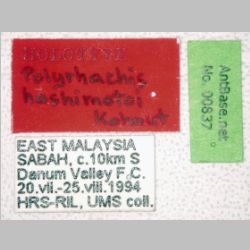 HOLOTYPE
Polyrhachis
hashimotoi
Kohout
AntBase.net
No. 00837
EAST MALAYSIA
SABAH, c.10km S
Danum Valley F.C.
20.vii.-25.viii.1994
HRS-RIL, UMS coll.